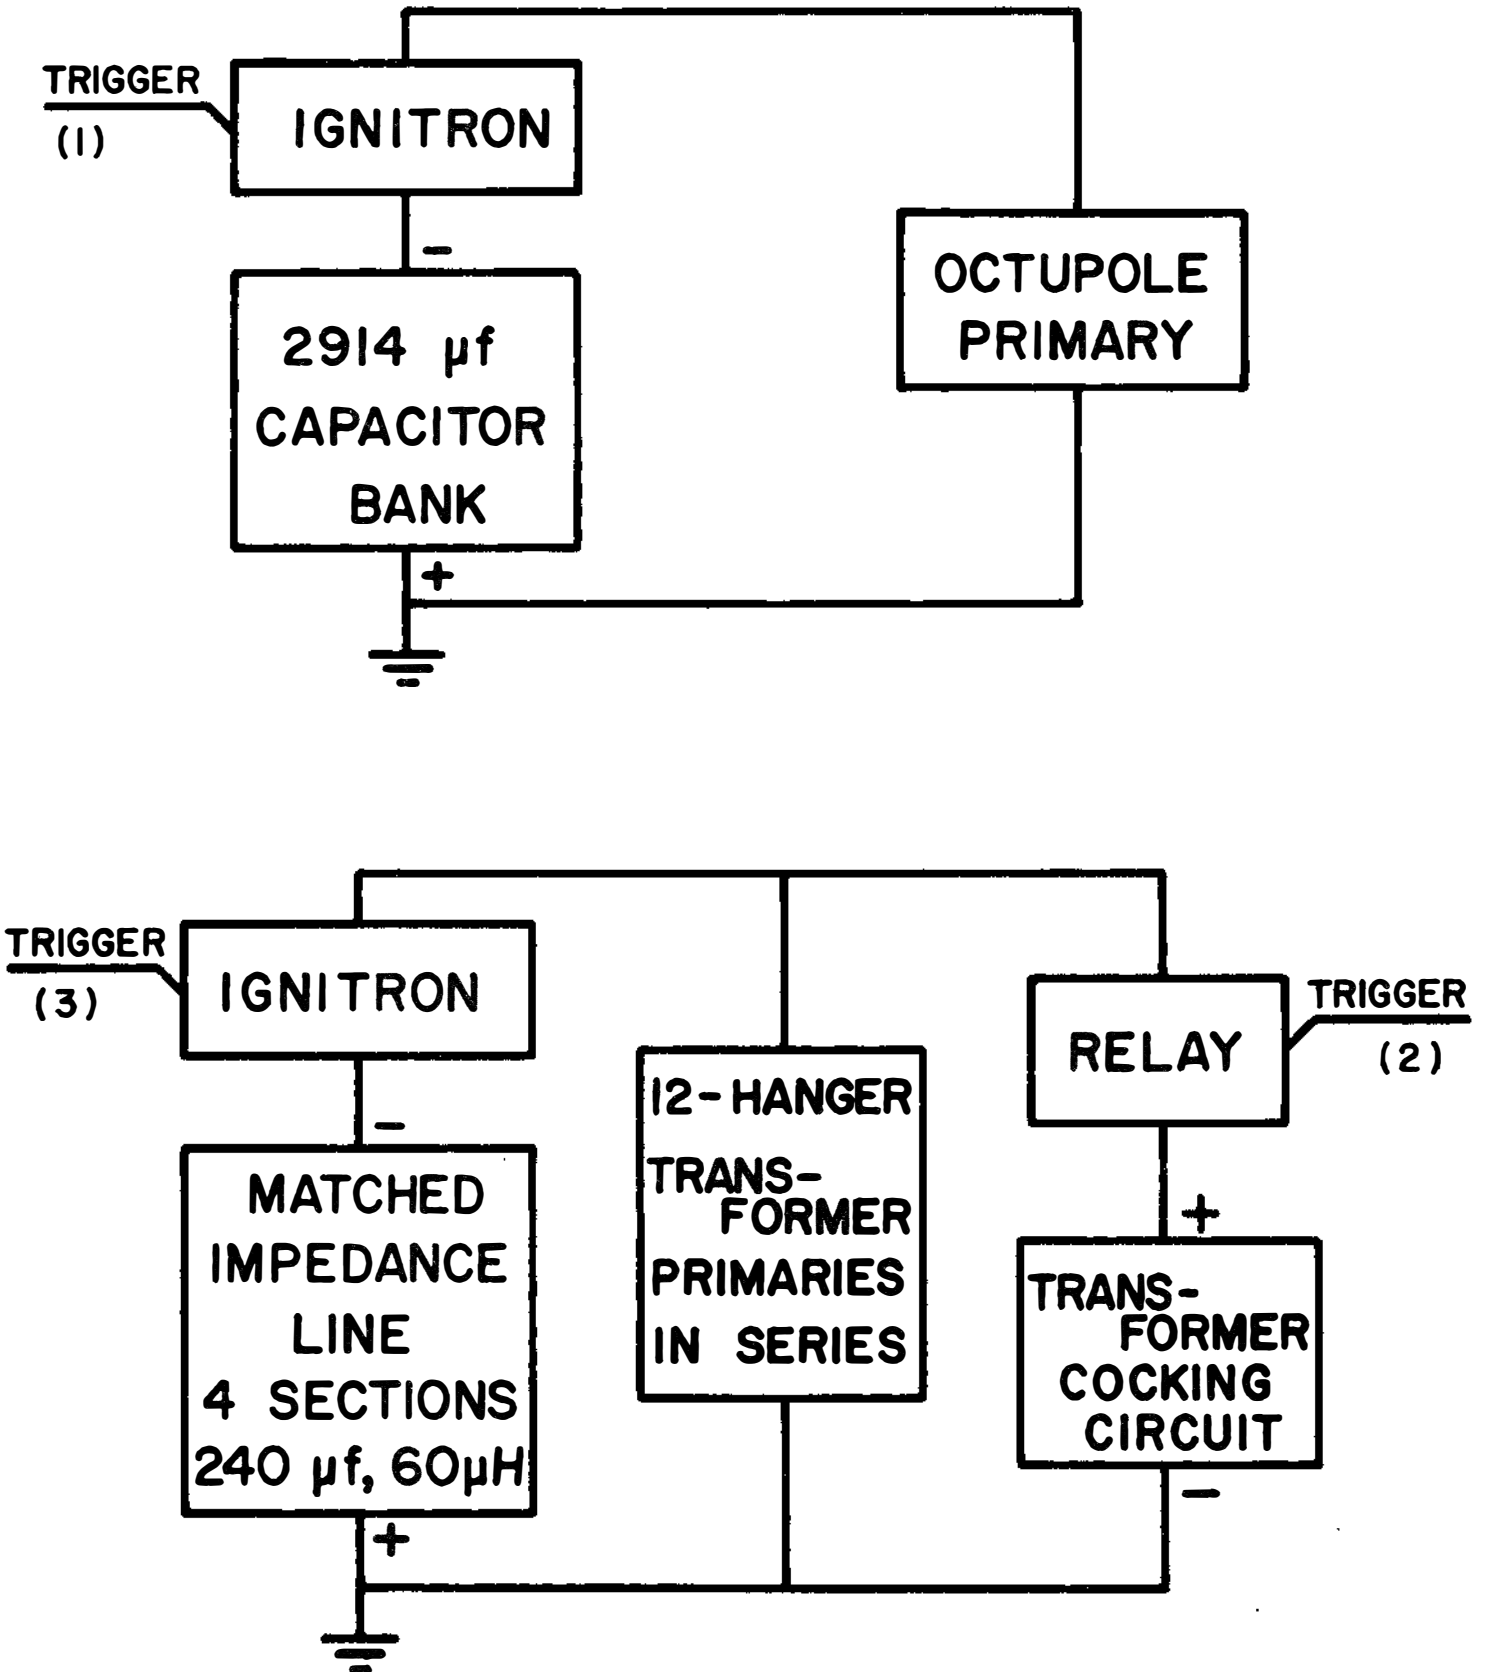 TRIGGER
(1)
IGNITRON
−
2914 µf
CAPACITOR
BANK
+
OCTUPOLE
PRIMARY
TRIGGER
(3)
IGNITRON
−
MATCHED
IMPEDANCE
LINE
4 SECTIONS
240 µf, 60µH
+
12-HANGER
TRANS-
FORMER
PRIMARIES
IN SERIES
RELAY
TRIGGER
(2)
+
TRANS-
FORMER
COCKING
CIRCUIT
−